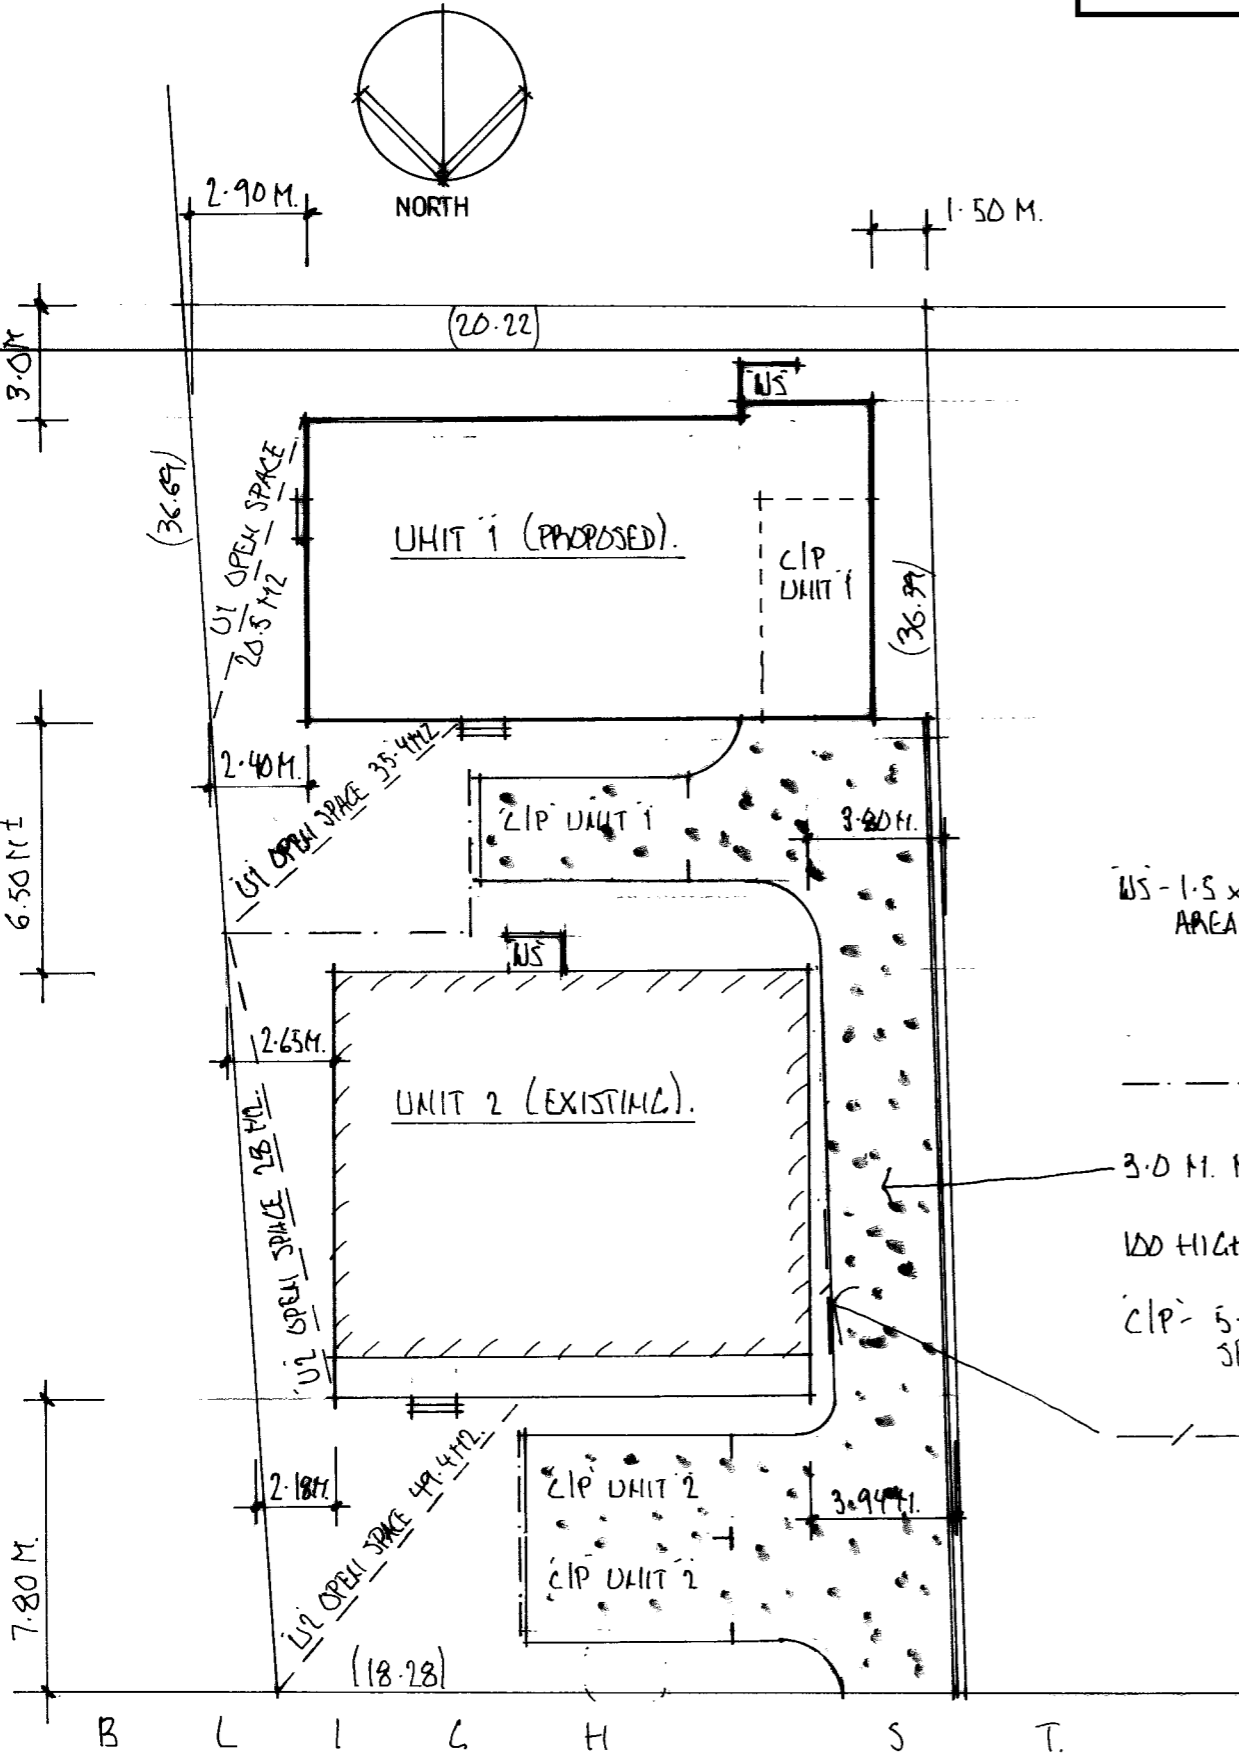 NORTH
2.90 M.
1.50 M.
(20.22)
3.0 M
WS
(36.69)
U1 OPEN SPACE
20.5 M2
UNIT 1 (PROPOSED).
C/P
UNIT 1
(36.39)
2.40 M.
U1 OPEN SPACE 35.4 M2
C/P UNIT 1
3.80 M.
6.50 M ±
WS - 1.5 x
AREA
WS
2.65 M.
UNIT 2 (EXISTING).
U2 OPEN SPACE 28 M2.
3.0 M.
100 HIGH
C/P - 5.
2.18 M.
U2 OPEN SPACE 49.4 M2.
C/P UNIT 2
3.94 M.
C/P UNIT 2
7.80 M.
(18.28)
B L I G H S T.